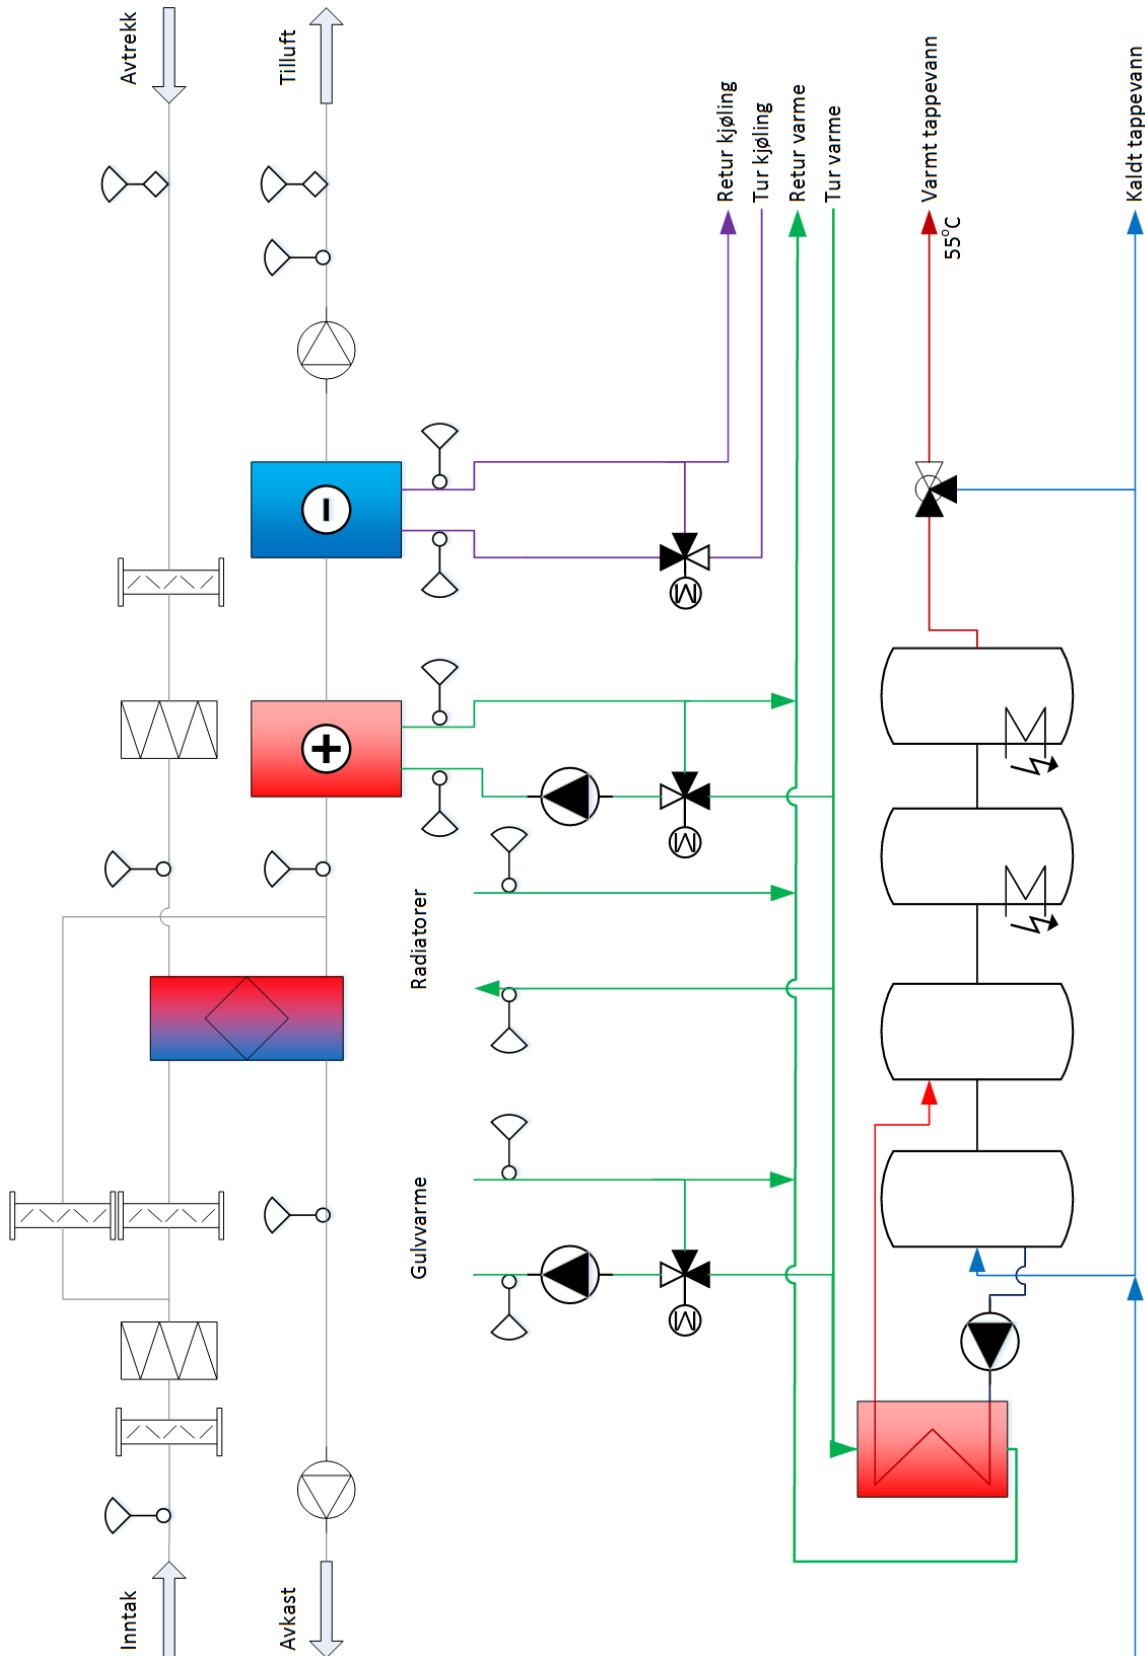 Avtrekk
Tilluft
Retur kjøling
Tur kjøling
Retur varme
Tur varme
Varmt tappevann
55°C
Kaldt tappevann
M
M
Radiatorer
Gulvvarme
M
Inntak
Avkast